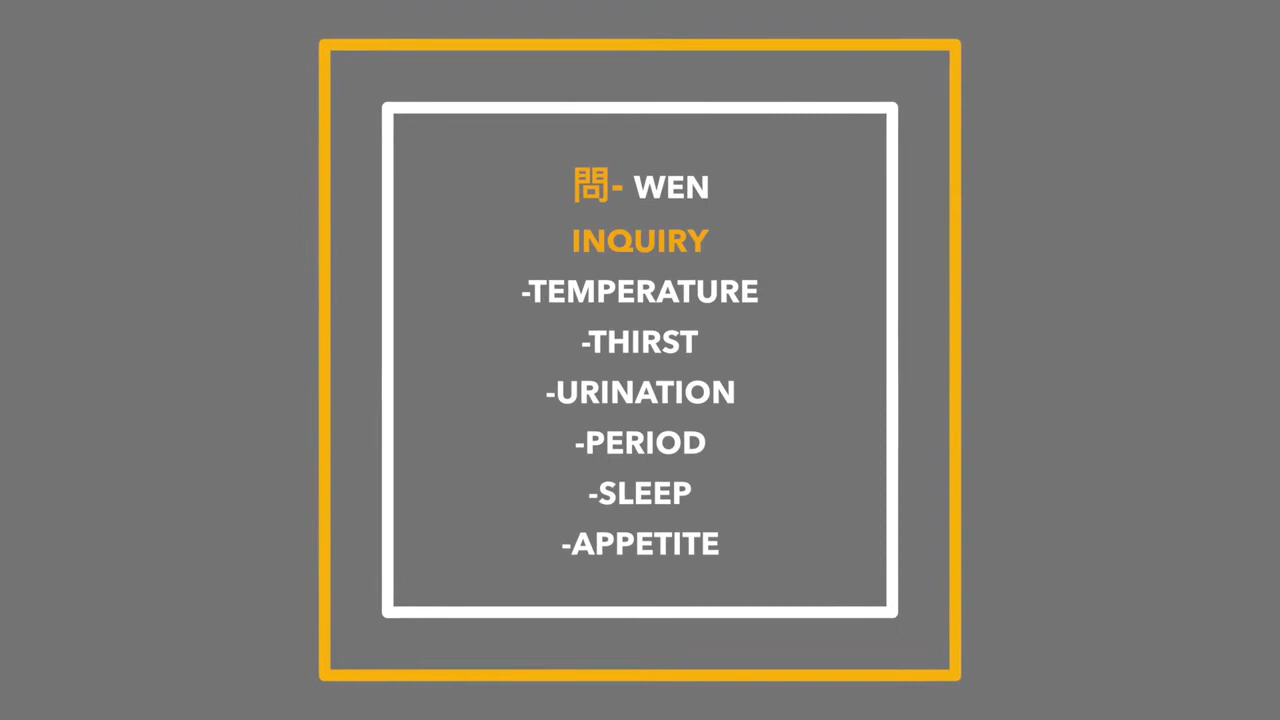 問- WEN
INQUIRY
-TEMPERATURE
-THIRST
-URINATION
-PERIOD
-SLEEP
-APPETITE